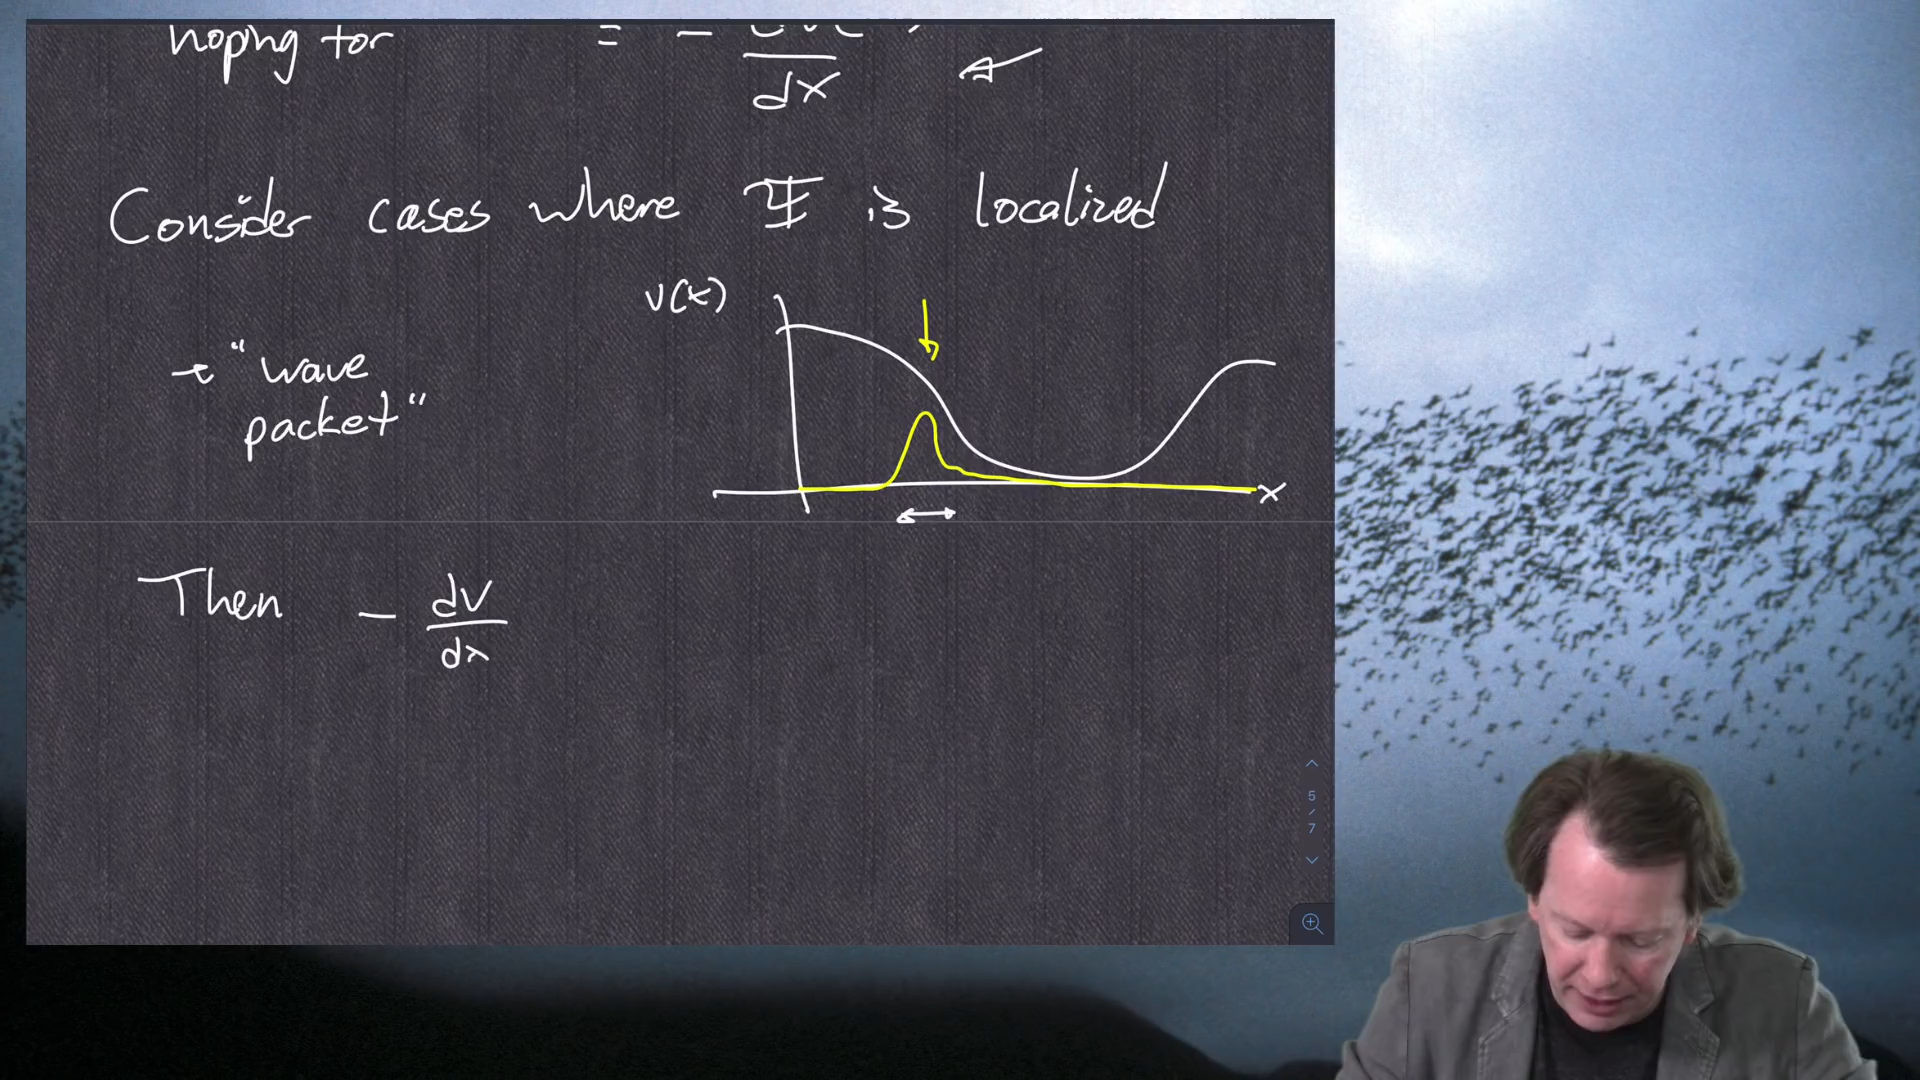 hoping for = -
dx
Consider cases where Ψ is localized
V(x)
→ "wave
packet"
x
Then - dV
dx
5
/
7